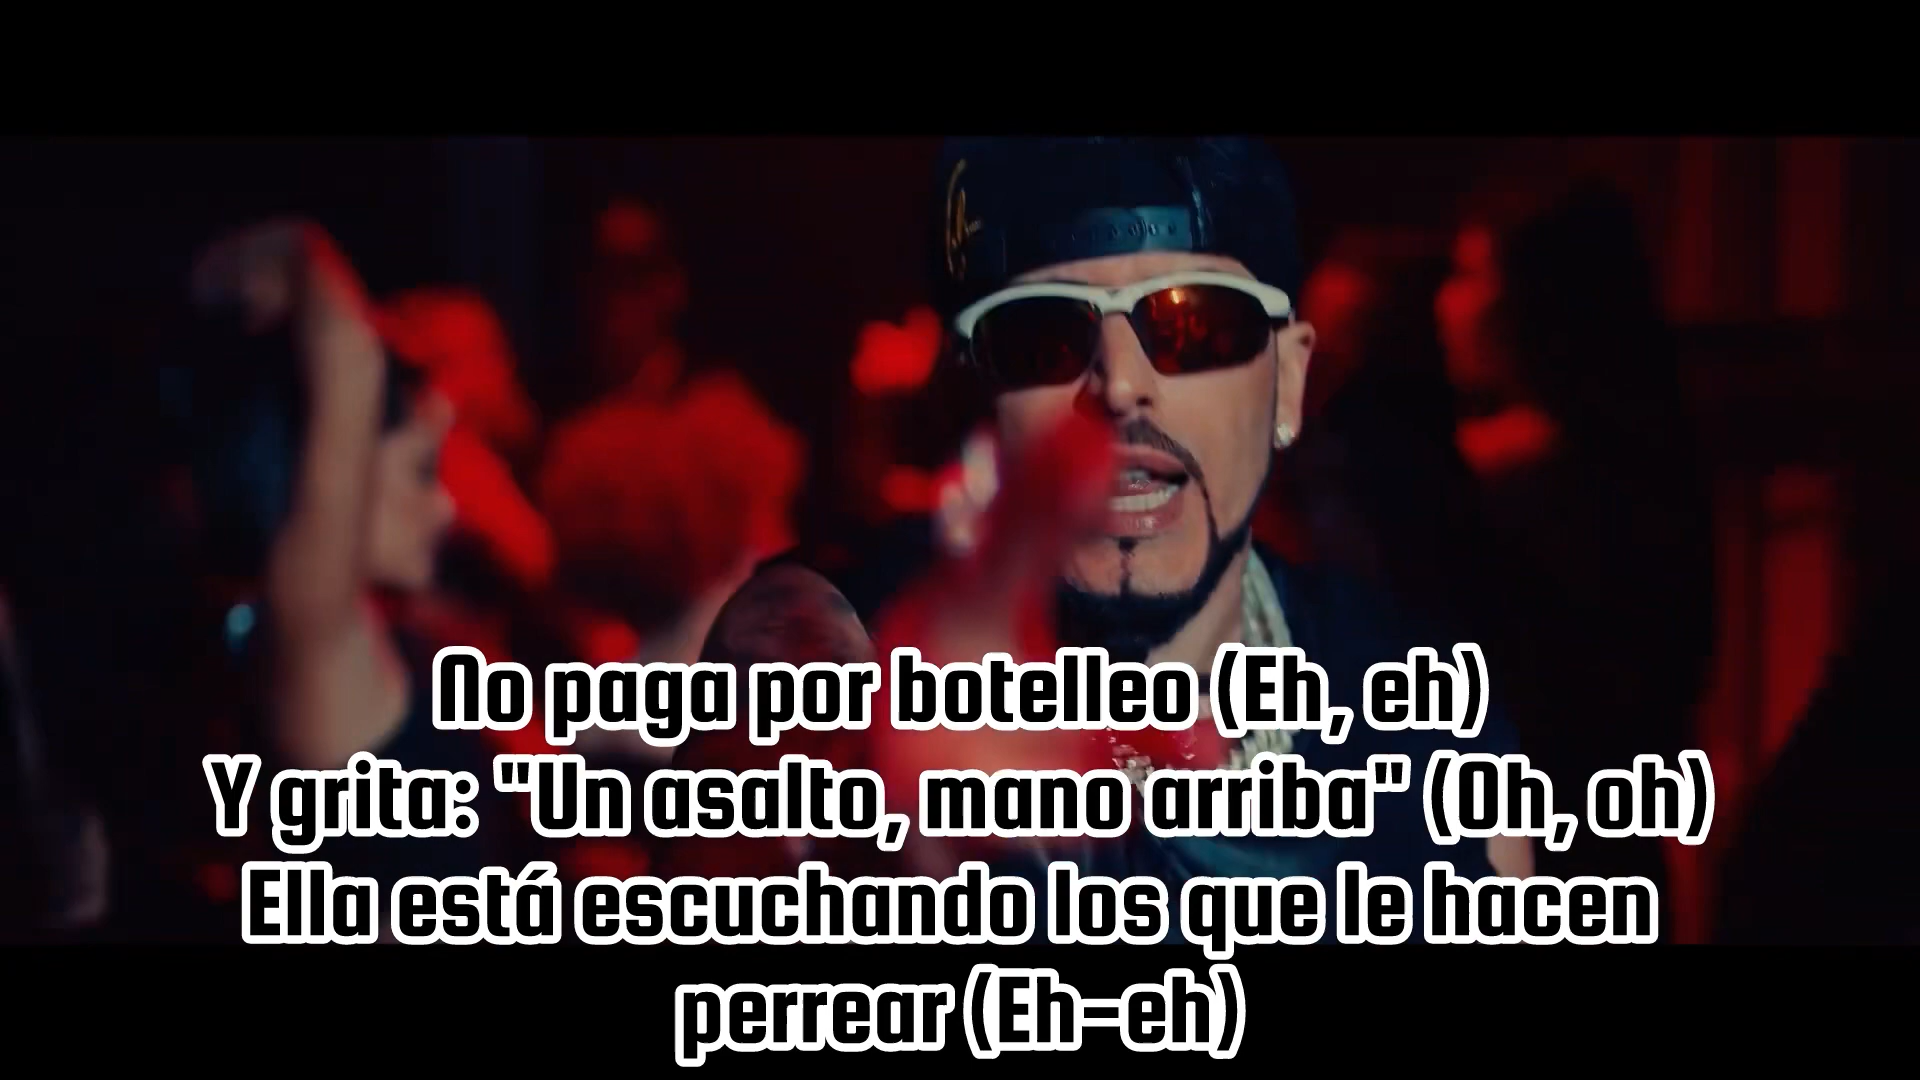 No paga por botelleo (Eh, eh)
Y grita: "Un asalto, mano arriba" (Oh, oh)
Ella está escuchando los que le hacen
perrear (Eh-eh)